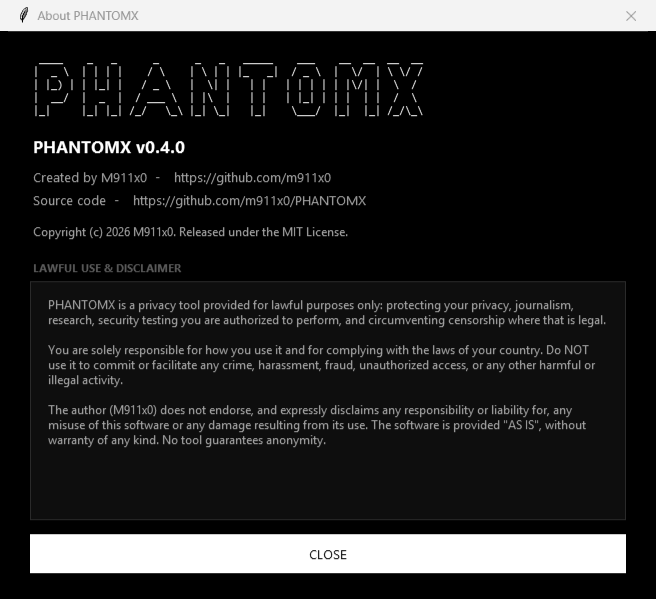 About PHANTOMX
PHANTOMX
PHANTOMX v0.4.0
Created by M911x0 - https://github.com/m911x0
Source code - https://github.com/m911x0/PHANTOMX
Copyright (c) 2026 M911x0. Released under the MIT License.
LAWFUL USE & DISCLAIMER
PHANTOMX is a privacy tool provided for lawful purposes only: protecting your privacy, journalism,
research, security testing you are authorized to perform, and circumventing censorship where that is legal.
You are solely responsible for how you use it and for complying with the laws of your country. Do NOT
use it to commit or facilitate any crime, harassment, fraud, unauthorized access, or any other harmful or
illegal activity.
The author (M911x0) does not endorse, and expressly disclaims any responsibility or liability for, any
misuse of this software or any damage resulting from its use. The software is provided "AS IS", without
warranty of any kind. No tool guarantees anonymity.
CLOSE